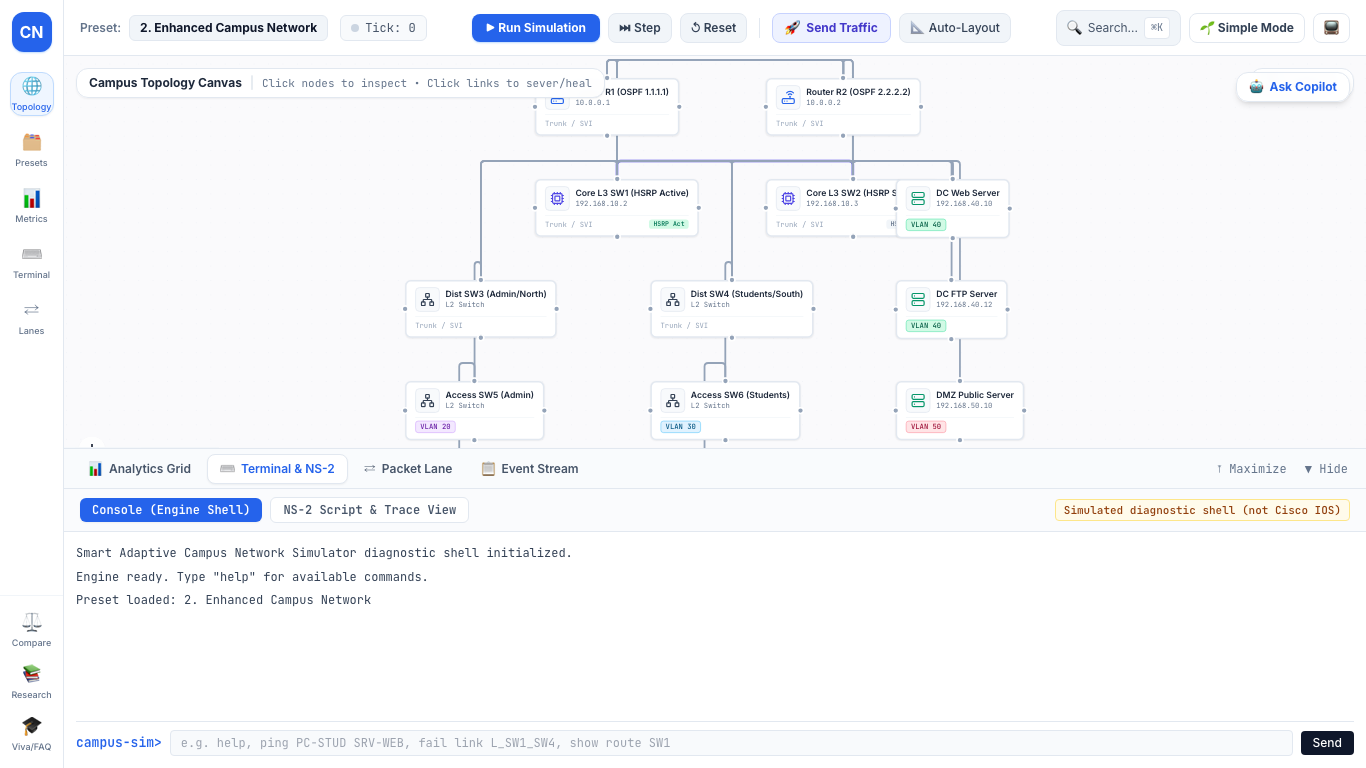 CN
Preset:
2. Enhanced Campus Network
Tick: 0
Run Simulation
Step
Reset
Send Traffic
Auto-Layout
Search...
⌘K
Simple Mode
Topology
Presets
Metrics
Terminal
Lanes
Compare
Research
Viva/FAQ
Campus Topology Canvas
Click nodes to inspect • Click links to sever/heal
Ask Copilot
R1 (OSPF 1.1.1.1)
10.0.0.1
Trunk / SVI
Router R2 (OSPF 2.2.2.2)
10.0.0.2
Trunk / SVI
Core L3 SW1 (HSRP Active)
192.168.10.2
Trunk / SVI
HSRP Act
Core L3 SW2 (HSRP S
192.168.10.3
Trunk / SVI
DC Web Server
192.168.40.10
VLAN 40
Dist SW3 (Admin/North)
L2 Switch
Trunk / SVI
Dist SW4 (Students/South)
L2 Switch
Trunk / SVI
DC FTP Server
192.168.40.12
VLAN 40
Access SW5 (Admin)
L2 Switch
VLAN 20
Access SW6 (Students)
L2 Switch
VLAN 30
DMZ Public Server
192.168.50.10
VLAN 50
Analytics Grid
Terminal & NS-2
Packet Lane
Event Stream
↑ Maximize
▼ Hide
Console (Engine Shell)
NS-2 Script & Trace View
Simulated diagnostic shell (not Cisco IOS)
Smart Adaptive Campus Network Simulator diagnostic shell initialized.
Engine ready. Type "help" for available commands.
Preset loaded: 2. Enhanced Campus Network
campus-sim>
e.g. help, ping PC-STUD SRV-WEB, fail link L_SW1_SW4, show route SW1
Send